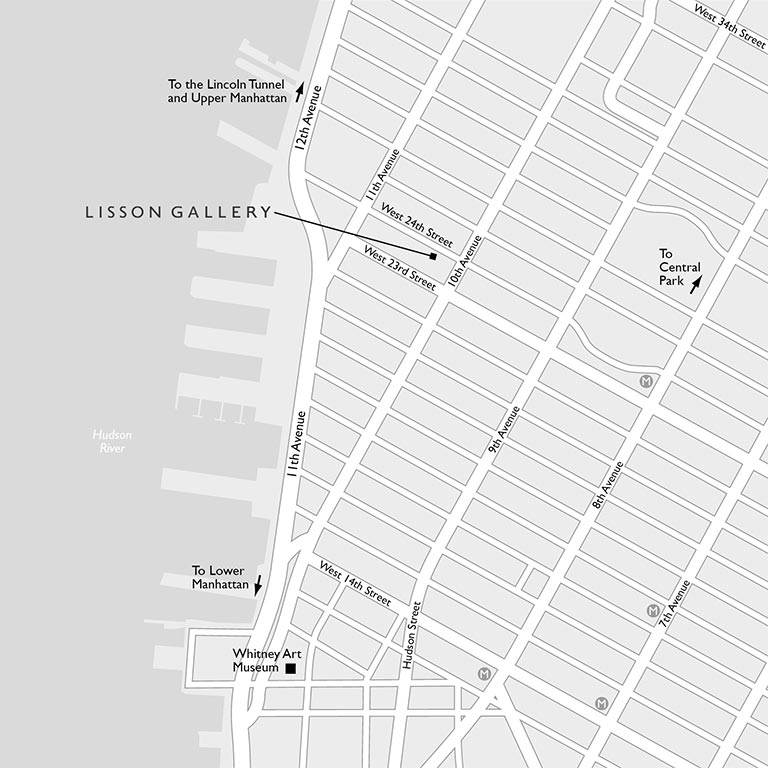 West 34th Street
To the Lincoln Tunnel
and Upper Manhattan
12th Avenue
11th Avenue
LISSON GALLERY
West 24th Street
10th Avenue
West 23rd Street
To
Central
Park
M
Hudson
River
11th Avenue
9th Avenue
8th Avenue
To Lower
Manhattan
West 14th Street
7th Avenue
M
Hudson Street
Whitney Art
Museum
M
M